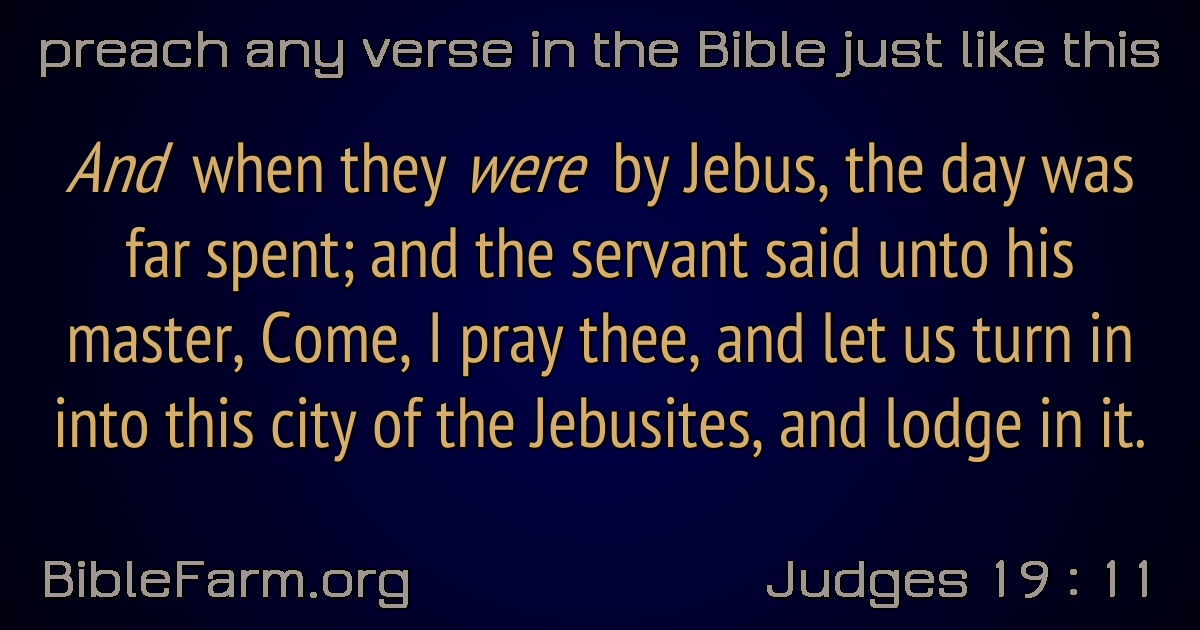 preach any verse in the Bible just like this
And when they were by Jebus, the day was
far spent; and the servant said unto his
master, Come, I pray thee, and let us turn in
into this city of the Jebusites, and lodge in it.
BibleFarm.org
Judges 19 : 11